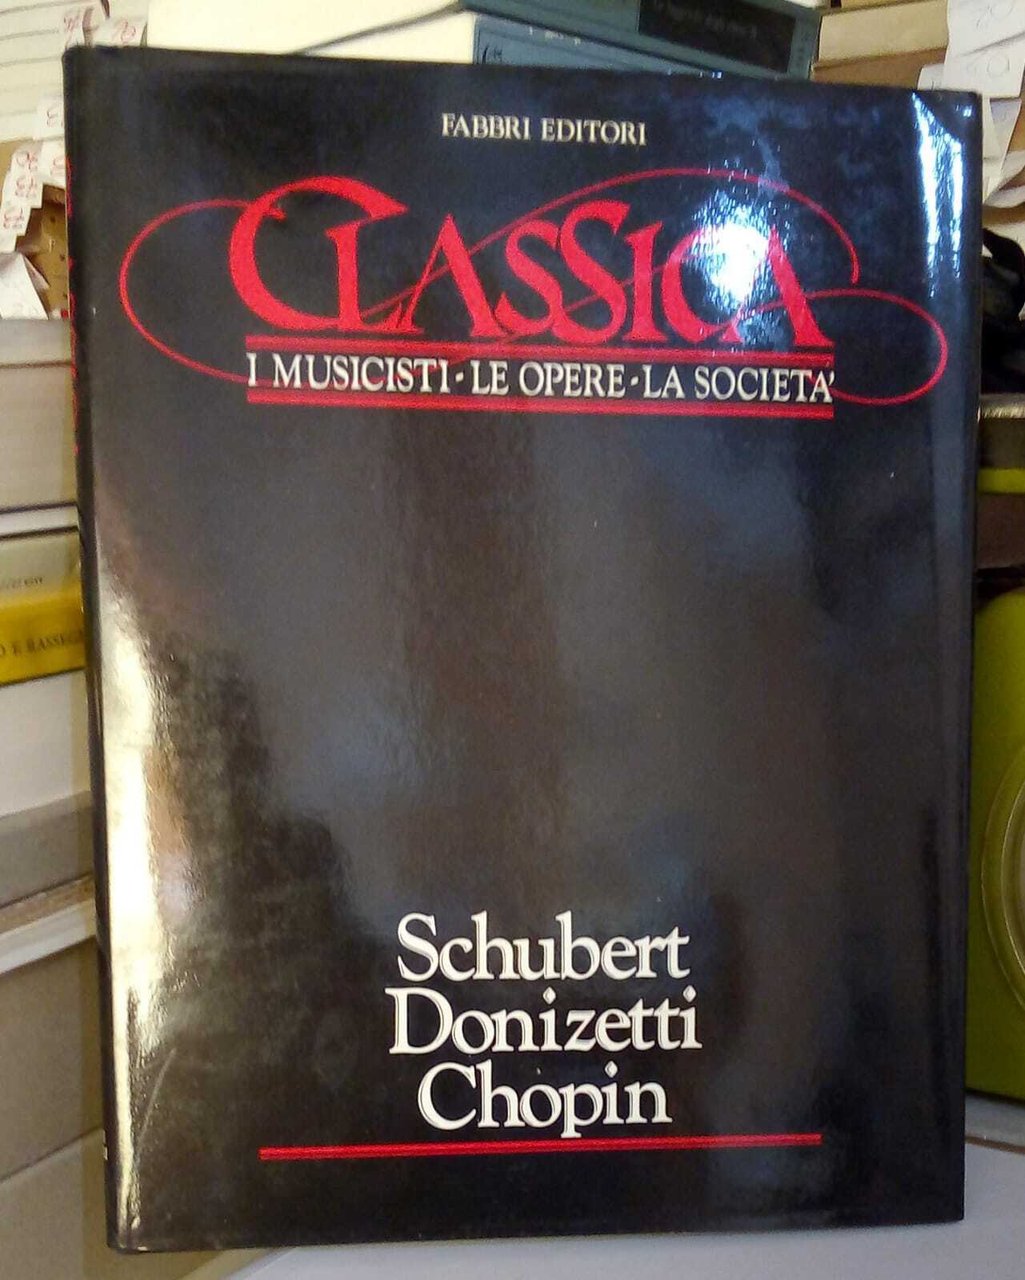 FABBRI EDITORI
CLASSICA
I MUSICISTI • LE OPERE • LA SOCIETA'
Schubert
Donizetti
Chopin